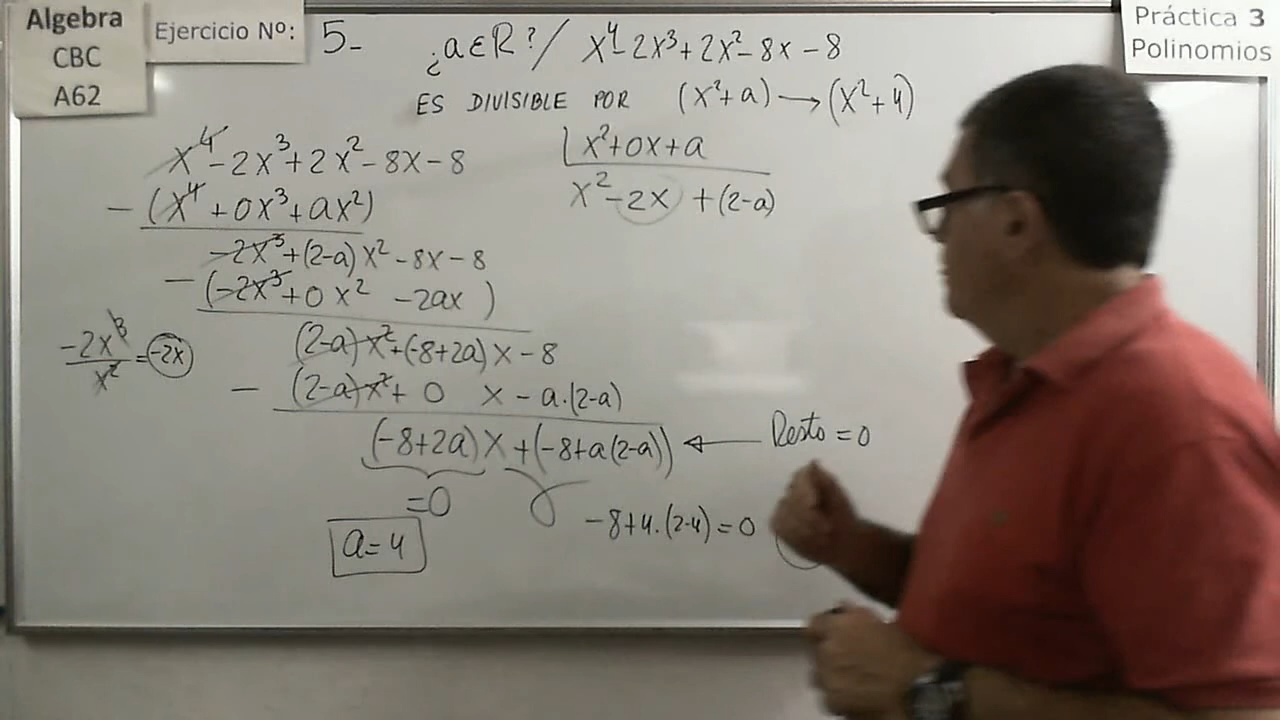 Algebra
CBC
A62
Ejercicio Nº:
5-
¿a∈R?/ x⁴-2x³+2x²-8x-8
ES DIVISIBLE POR (x²+a)→(x²+4)
Práctica 3
Polinomios
x⁴-2x³+2x²-8x-8
x²+0x+a
-(x⁴+0x³+ax²)
x²-2x+(2-a)
-2x³+(2-a)x²-8x-8
-(-2x³+0x²-2ax)
-2x³/x²=-2x
(2-a)x²+(-8+2a)x-8
-(2-a)x²+0x-a.(2-a)
(-8+2a)x+(-8+a(2-a)) ← Resto=0
=0
-8+4.(2-4)=0
a=4